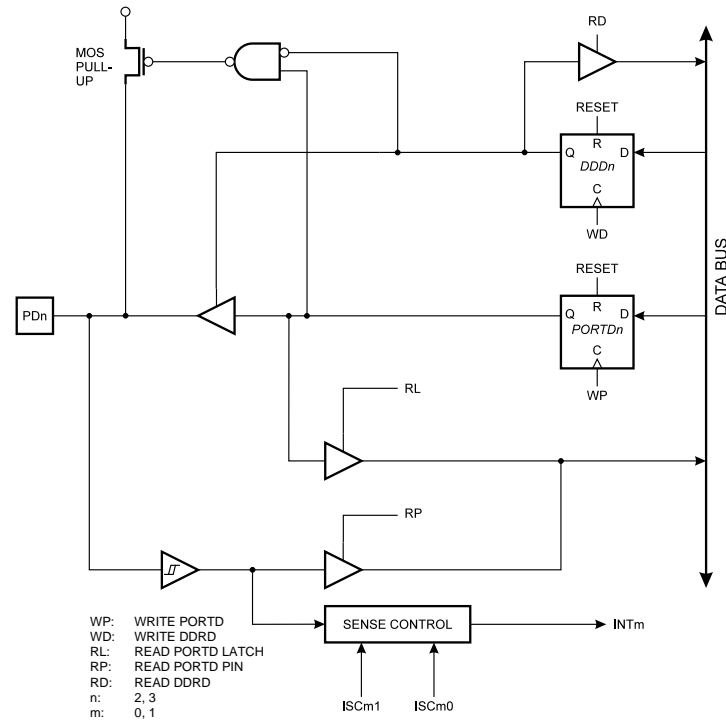 RD
MOS
PULL-
UP
RESET
R
Q
D
DDDn
C
WD
DATA BUS
RESET
R
Q
D
PORTDn
C
WP
PDn
RL
RP
WP: WRITE PORTD
WD: WRITE DDRD
RL: READ PORTD LATCH
RP: READ PORTD PIN
RD: READ DDRD
n: 2, 3
m: 0, 1
SENSE CONTROL
INTm
ISCm1
ISCm0